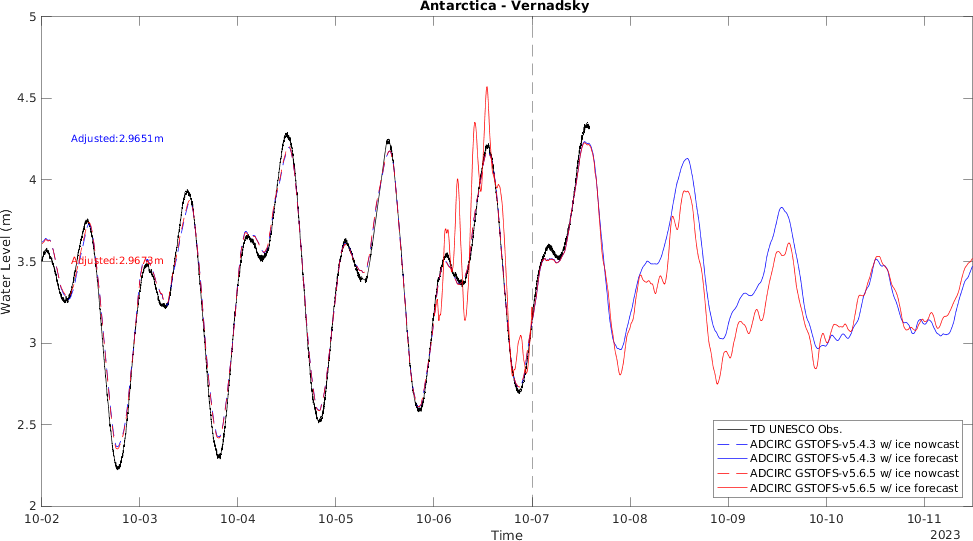 Antarctica - Vernadsky
5
4.5
4
3.5
3
2.5
2
Water Level (m)
Adjusted:2.9651m
Adjusted:2.9673m
TD UNESCO Obs.
ADCIRC GSTOFS-v5.4.3 w/ ice nowcast
ADCIRC GSTOFS-v5.4.3 w/ ice forecast
ADCIRC GSTOFS-v5.6.5 w/ ice nowcast
ADCIRC GSTOFS-v5.6.5 w/ ice forecast
10-02 10-03 10-04 10-05 10-06 10-07 10-08 10-09 10-10 10-11
Time
2023